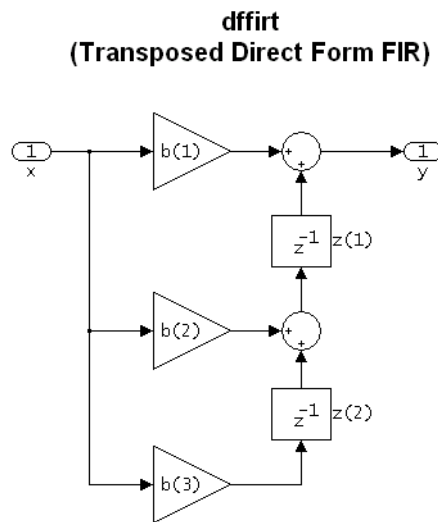 dffirt
(Transposed Direct Form FIR)
1
x
b(1)
+
+
1
y
z⁻¹
z(1)
b(2)
+
+
z⁻¹
z(2)
b(3)